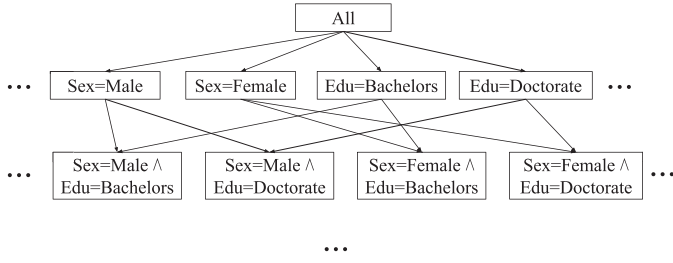 All
... Sex=Male Sex=Female Edu=Bachelors Edu=Doctorate ...
... Sex=Male ∧ Sex=Male ∧ Sex=Female ∧ Sex=Female ∧ ...
Edu=Bachelors Edu=Doctorate Edu=Bachelors Edu=Doctorate
...